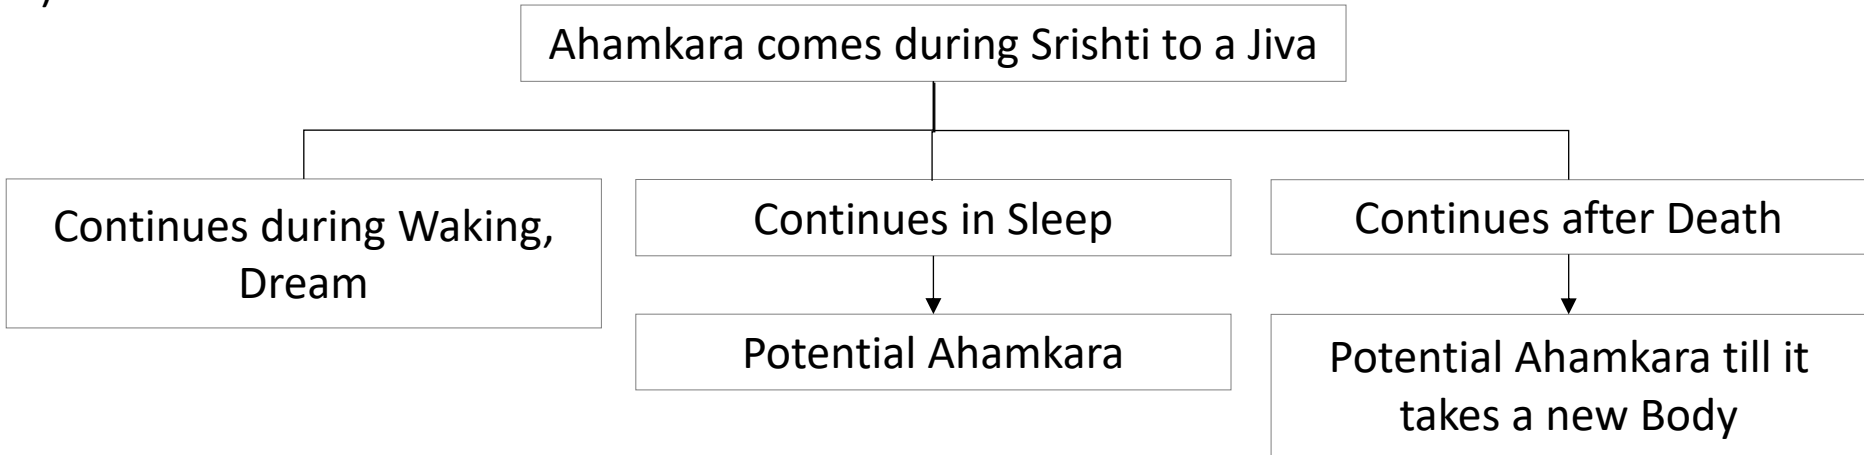 Ahamkara comes during Srishti to a Jiva
Continues during Waking,
Dream
Continues in Sleep
Continues after Death
Potential Ahamkara
Potential Ahamkara till it
takes a new Body